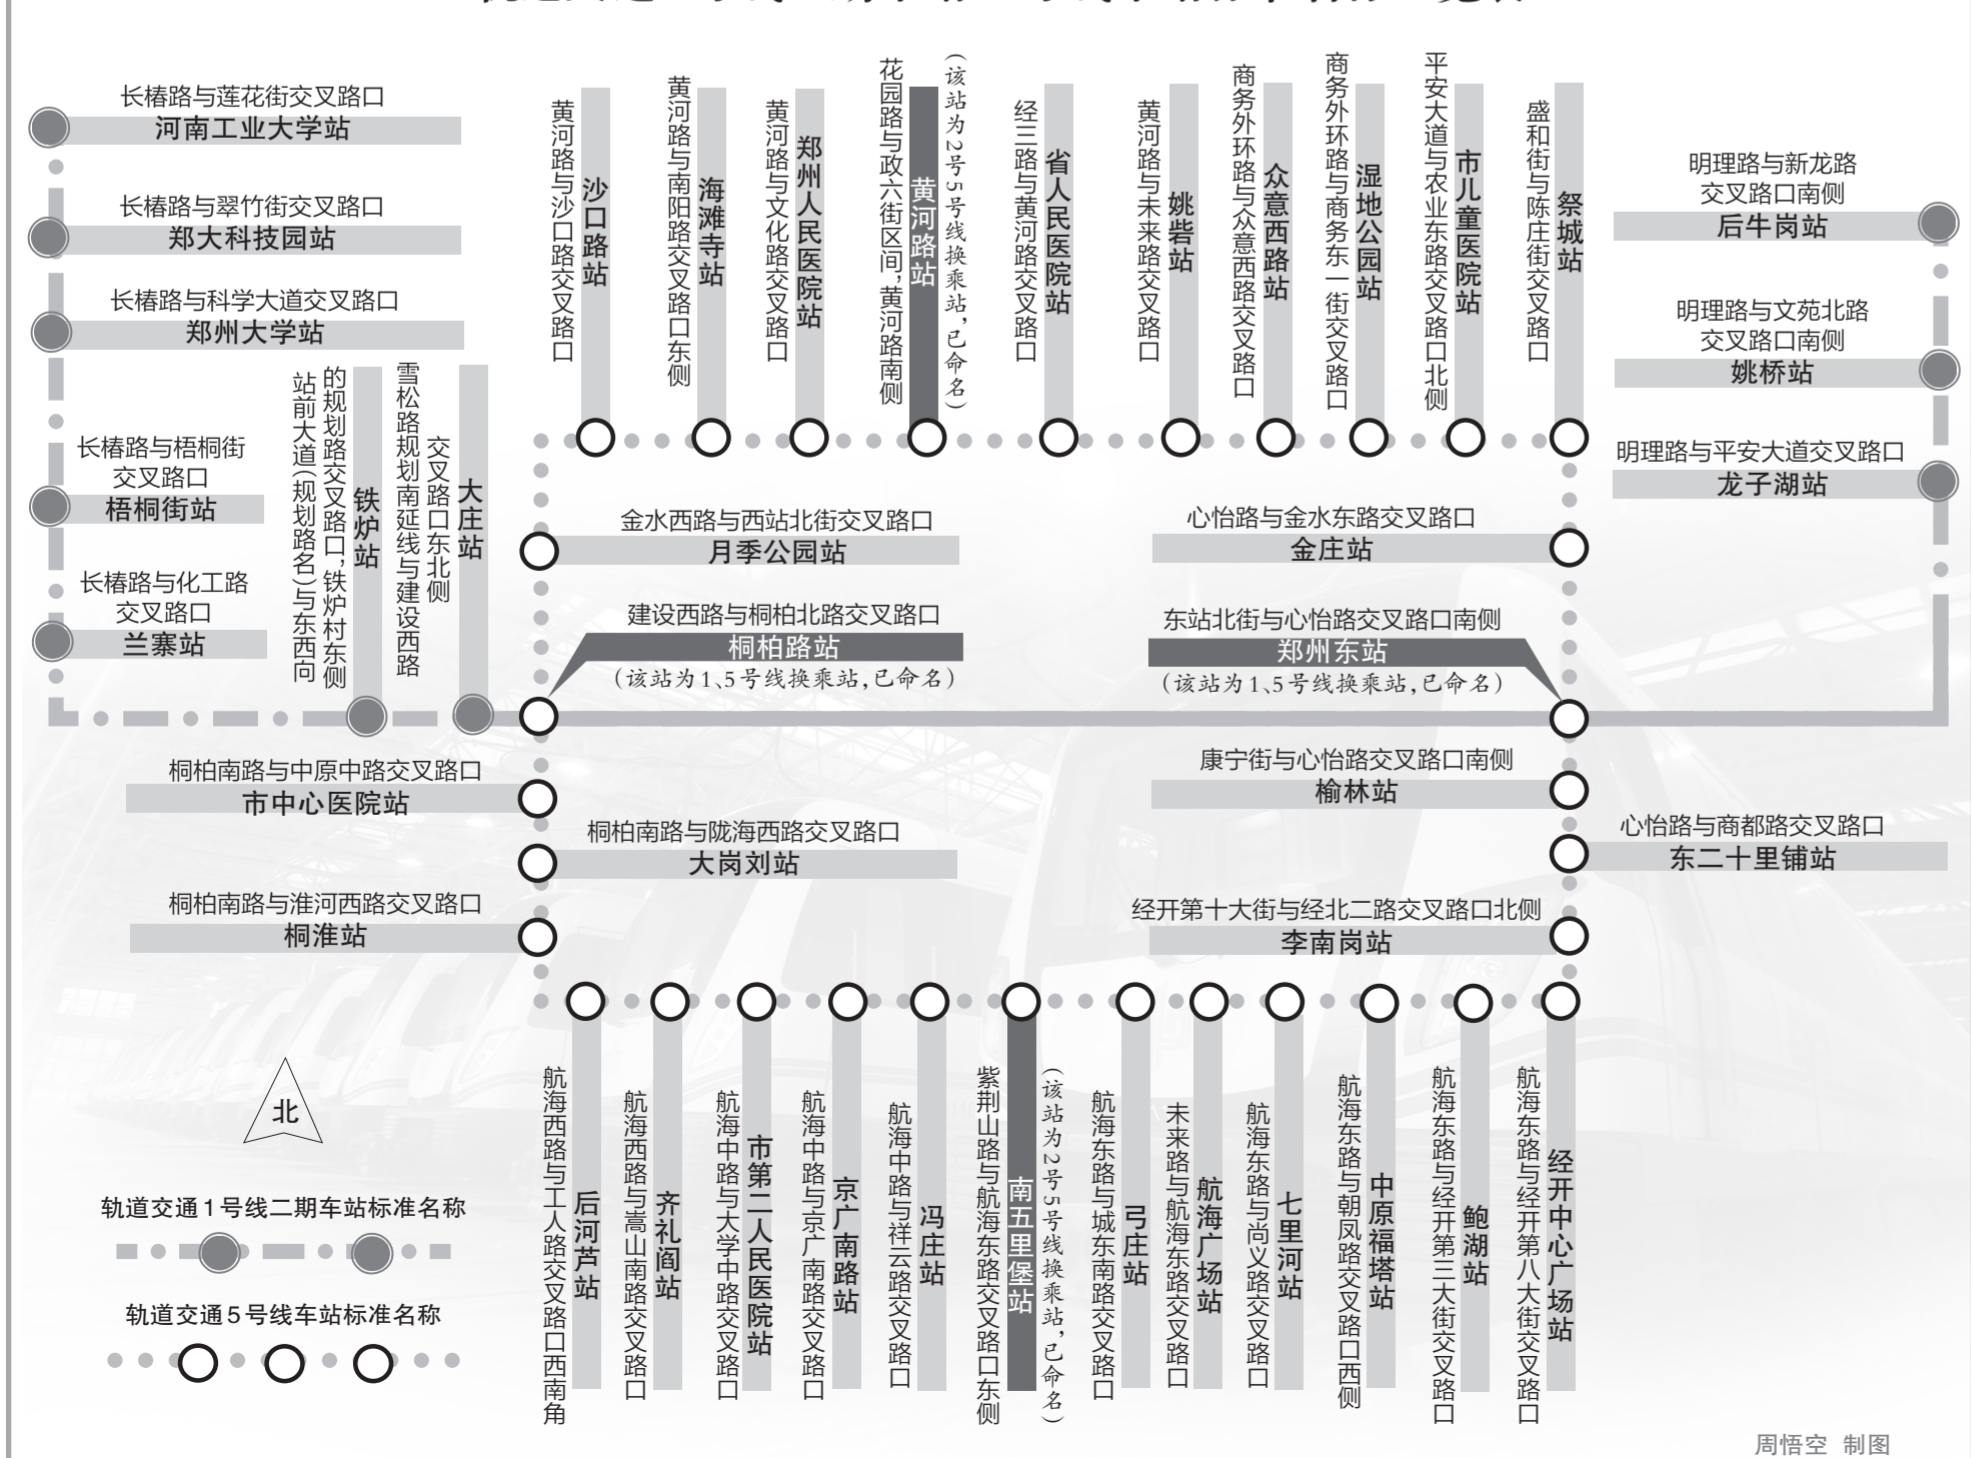 长椿路与莲花街交叉路口
河南工业大学站
长椿路与翠竹街交叉路口
郑大科技园站
长椿路与科学大道交叉路口
郑州大学站
长椿路与梧桐街
交叉路口
梧桐街站
长椿路与化工路
交叉路口
兰寨站
站前大道(规划路名)与东西向
的规划路交叉路口,铁炉村东侧
铁炉站
雪松路规划南延线与建设西路
交叉路口东北侧
大庄站
黄河路与沙口路交叉路口
沙口路站
黄河路与南阳路交叉路口东侧
海滩寺站
黄河路与文化路交叉路口
郑州人民医院站
花园路与政六街区间,黄河路南侧
黄河路站
(该站为2号5号线换乘站,已命名)
经三路与黄河路交叉路口
省人民医院站
黄河路与未来路交叉路口
姚砦站
商务外环路与众意西路交叉路口
众意西路站
商务外环路与商务东一街交叉路口
湿地公园站
平安大道与农业东路交叉路口北侧
市儿童医院站
盛和街与陈庄街交叉路口
祭城站
明理路与新龙路
交叉路口南侧
后牛岗站
明理路与文苑北路
交叉路口南侧
姚桥站
明理路与平安大道交叉路口
龙子湖站
金水西路与西站北街交叉路口
月季公园站
心怡路与金水东路交叉路口
金庄站
建设西路与桐柏北路交叉路口
桐柏路站
(该站为1、5号线换乘站,已命名)
东站北街与心怡路交叉路口南侧
郑州东站
(该站为1、5号线换乘站,已命名)
桐柏南路与中原中路交叉路口
市中心医院站
康宁街与心怡路交叉路口南侧
榆林站
桐柏南路与陇海西路交叉路口
大岗刘站
心怡路与商都路交叉路口
东二十里铺站
桐柏南路与淮河西路交叉路口
桐淮站
经开第十大街与经北二路交叉路口北侧
李南岗站
航海西路与工人路交叉路口西南角
后河芦站
航海西路与嵩山南路交叉路口
齐礼阎站
航海中路与大学中路交叉路口
市第二人民医院站
航海中路与京广南路交叉路口
京广南路站
航海中路与祥云路交叉路口
冯庄站
紫荆山路与航海东路交叉路口东侧
南五里堡站
(该站为2号5号线换乘站,已命名)
航海东路与城东南路交叉路口
弓庄站
未来路与航海东路交叉路口
航海广场站
航海东路与尚义路交叉路口
七里河站
航海东路与朝凤路交叉路口西侧
中原福塔站
航海东路与经开第三大街交叉路口
鲍湖站
航海东路与经开第八大街交叉路口
经开中心广场站
北
轨道交通1号线二期车站标准名称
轨道交通5号线车站标准名称
周悟空 制图